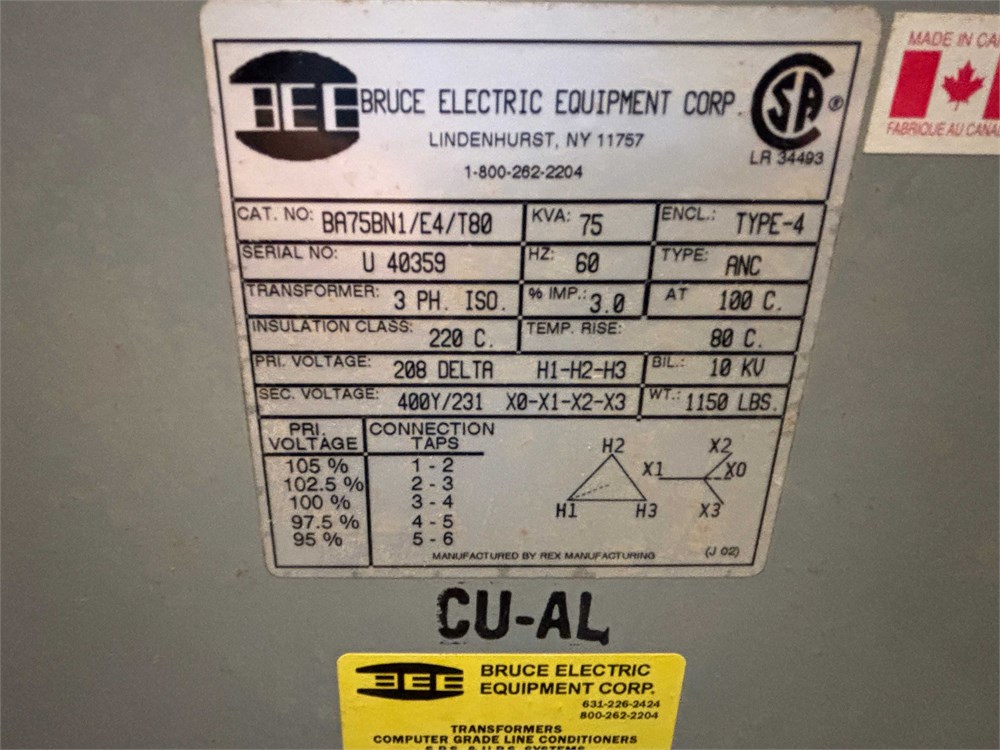 MADE IN CA
FABRIQUE AU CANA
BEE BRUCE ELECTRIC EQUIPMENT CORP.
LINDENHURST, NY 11757
1-800-262-2204
CSA ®
LR 34493
CAT. NO: BA75BN1/E4/T80 KVA: 75 ENCL.: TYPE-4
SERIAL NO: U 40359 HZ: 60 TYPE: ANC
TRANSFORMER: 3 PH. ISO. % IMP.: 3.0 AT 100 C.
INSULATION CLASS: 220 C. TEMP. RISE: 80 C.
PRI. VOLTAGE: 208 DELTA H1-H2-H3 BIL.: 10 KV
SEC. VOLTAGE: 400Y/231 X0-X1-X2-X3 WT.: 1150 LBS.
PRI. VOLTAGE CONNECTION TAPS
105 % 1 - 2
102.5 % 2 - 3
100 % 3 - 4
97.5 % 4 - 5
95 % 5 - 6
H2 X2
X1 X0
H1 H3 X3
MANUFACTURED BY REX MANUFACTURING (J 02)
CU-AL
BEE BRUCE ELECTRIC
EQUIPMENT CORP.
631-226-2424
800-262-2204
TRANSFORMERS
COMPUTER GRADE LINE CONDITIONERS
S.P.S. & U.P.S. SYSTEMS